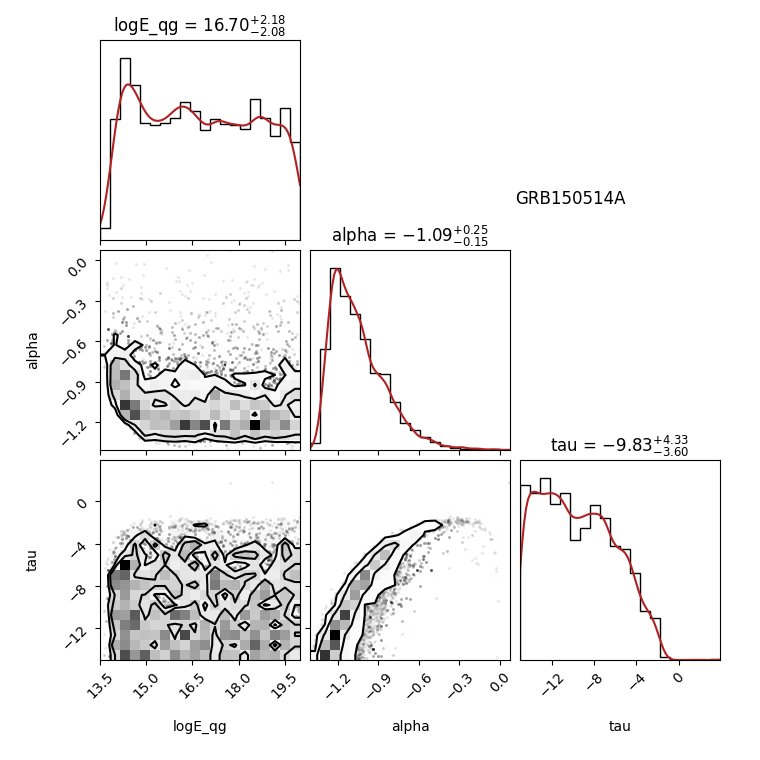 logE_qg = 16.70+2.18−2.08
GRB150514A
alpha = −1.09+0.25−0.15
0.0
−0.3
−0.6
−0.9
−1.2
alpha
tau = −9.83+4.33−3.60
0
−4
−8
−12
tau
13.5 15.0 16.5 18.0 19.5
−1.2 −0.9 −0.6 −0.3 0.0
−12 −8 −4 0
logE_qg alpha tau